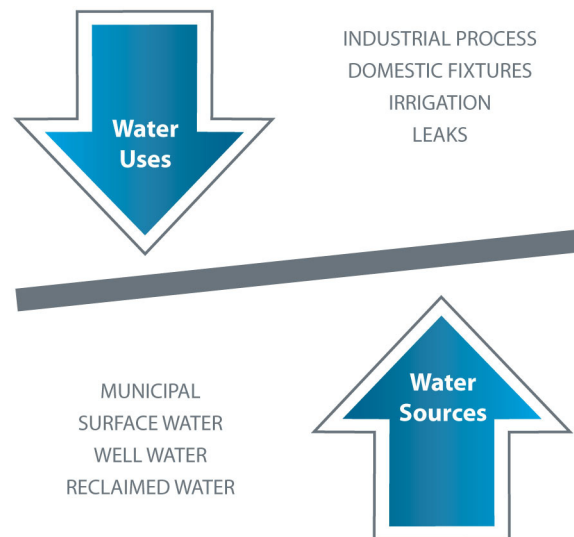 INDUSTRIAL PROCESS
DOMESTIC FIXTURES
IRRIGATION
LEAKS
Water
Uses
MUNICIPAL
SURFACE WATER
WELL WATER
RECLAIMED WATER
Water
Sources